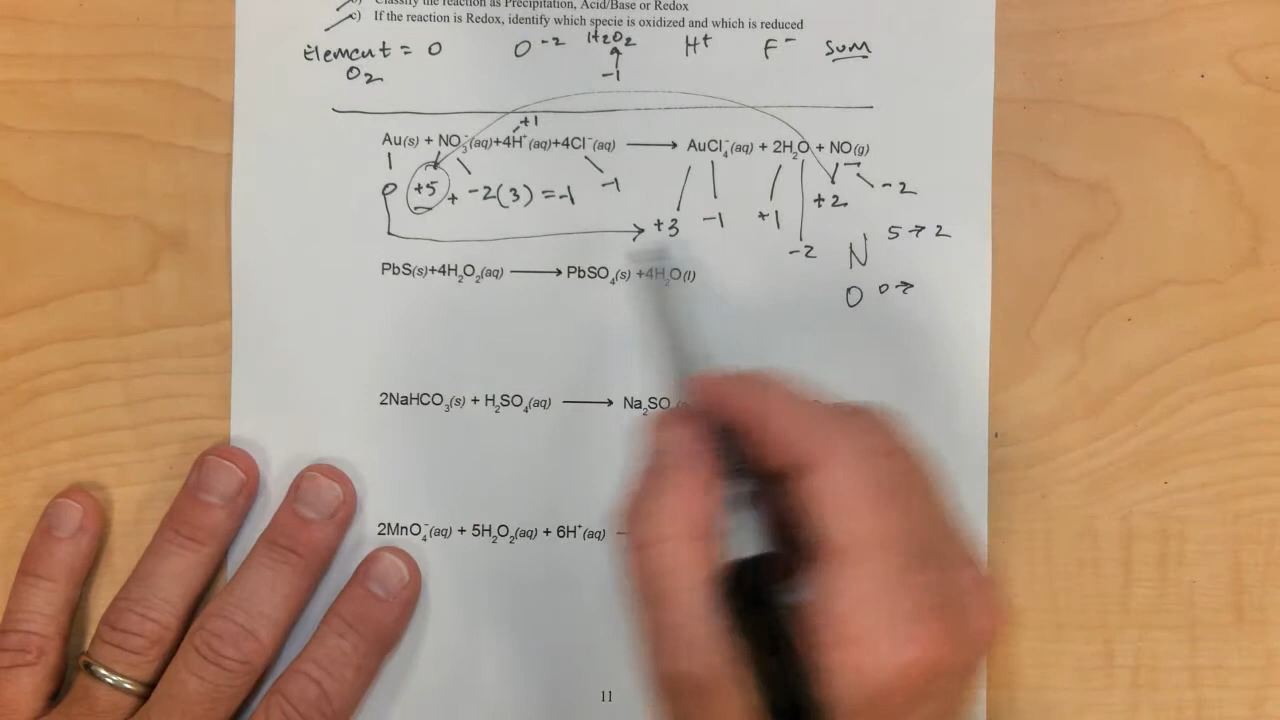 Classify the reaction as Precipitation, Acid/Base or Redox
c) If the reaction is Redox, identify which specie is oxidized and which is reduced
Element = 0 O⁻² H₂O₂ H⁺ F⁻ Sum
O₂ -1
+1
Au(s) + NO₃⁻(aq)+4H⁺(aq)+4Cl⁻(aq) ⟶ AuCl₄⁻(aq) + 2H₂O + NO(g)
0 +5 + -2(3) = -1 -1 +3 -1 +1 -2 +2 -2
N 5→2
O 0→
PbS(s)+4H₂O₂(aq) ⟶ PbSO₄(s) +4H₂O(l)
2NaHCO₃(s) + H₂SO₄(aq) ⟶ Na₂SO
2MnO₄⁻(aq) + 5H₂O₂(aq) + 6H⁺(aq)
11